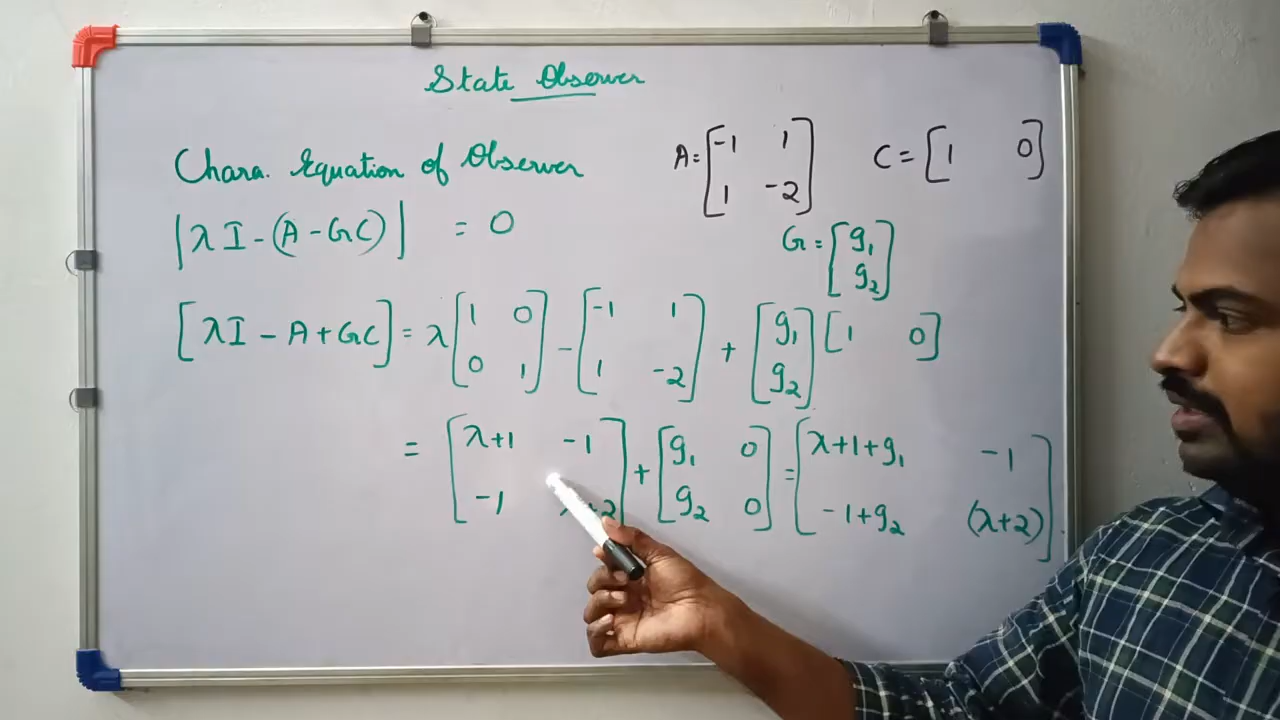 State Observer
Chara. Equation of Observer
A = [-1 1; 1 -2]
C = [1 0]
|λI - (A - GC)| = 0
G = [g₁; g₂]
[λI - A + GC] = λ [1 0; 0 1] - [-1 1; 1 -2] + [g₁; g₂] [1 0]
= [λ+1 -1; -1 λ+2] + [g₁ 0; g₂ 0] = [λ+1+g₁ -1; -1+g₂ (λ+2)]